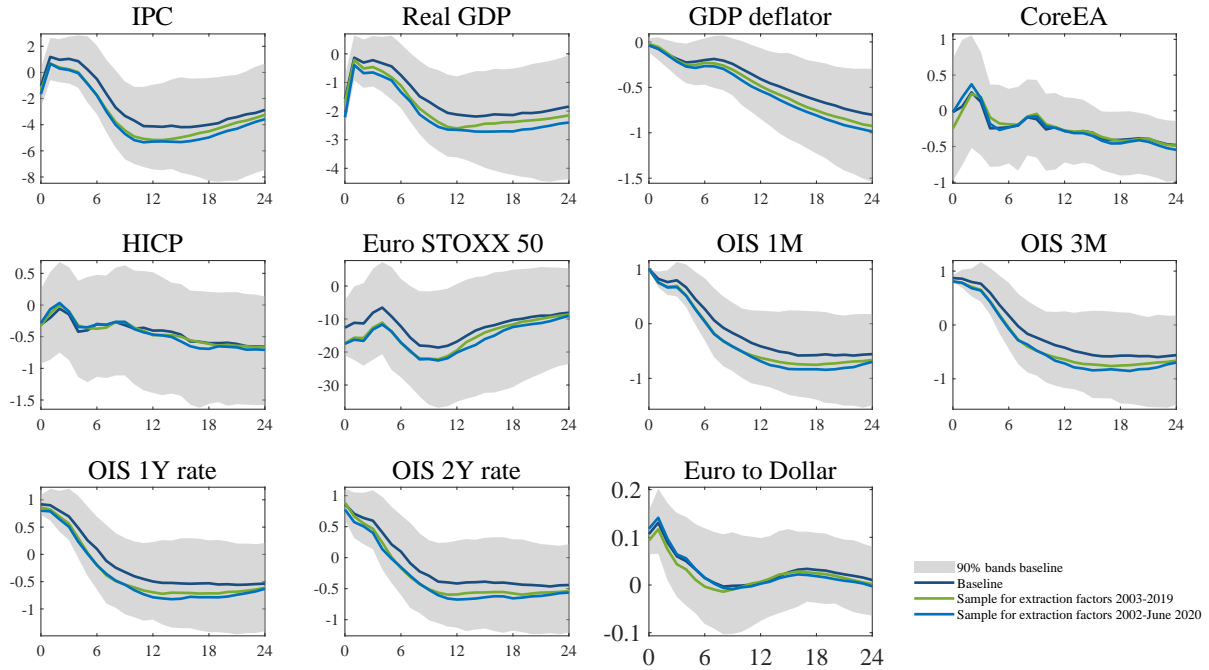 IPC
2
0
-2
-4
-6
-8
0 6 12 18 24
Real GDP
0
-1
-2
-3
-4
0 6 12 18 24
GDP deflator
0
-0.5
-1
-1.5
0 6 12 18 24
CoreEA
1
0.5
0
-0.5
-1
0 6 12 18 24
HICP
0.5
0
-0.5
-1
-1.5
0 6 12 18 24
Euro STOXX 50
0
-10
-20
-30
0 6 12 18 24
OIS 1M
1
0
-1
0 6 12 18 24
OIS 3M
1
0
-1
0 6 12 18 24
OIS 1Y rate
1
0.5
0
-0.5
-1
0 6 12 18 24
OIS 2Y rate
1
0.5
0
-0.5
-1
0 6 12 18 24
Euro to Dollar
0.2
0.1
0
-0.1
0 6 12 18 24
90% bands baseline
Baseline
Sample for extraction factors 2003-2019
Sample for extraction factors 2002-June 2020